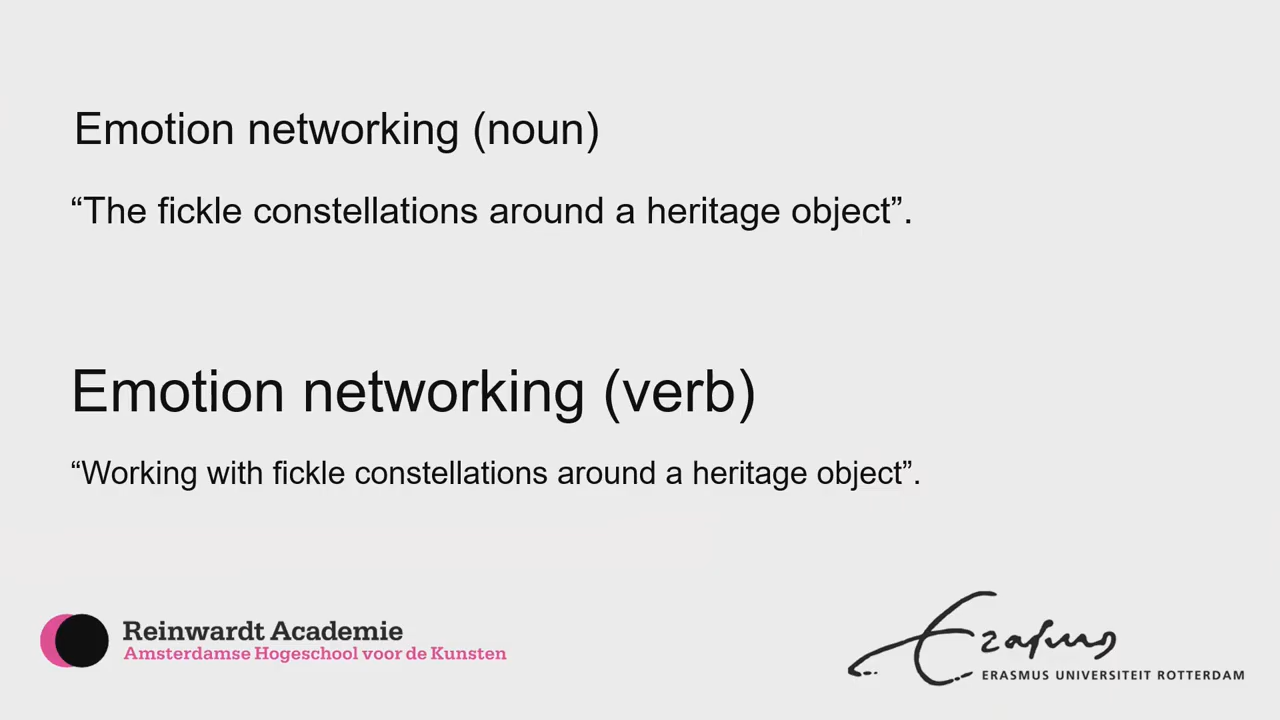 Emotion networking (noun)
“The fickle constellations around a heritage object”.
Emotion networking (verb)
“Working with fickle constellations around a heritage object”.
Reinwardt Academie
Amsterdamse Hogeschool voor de Kunsten
Erasmus
ERASMUS UNIVERSITEIT ROTTERDAM